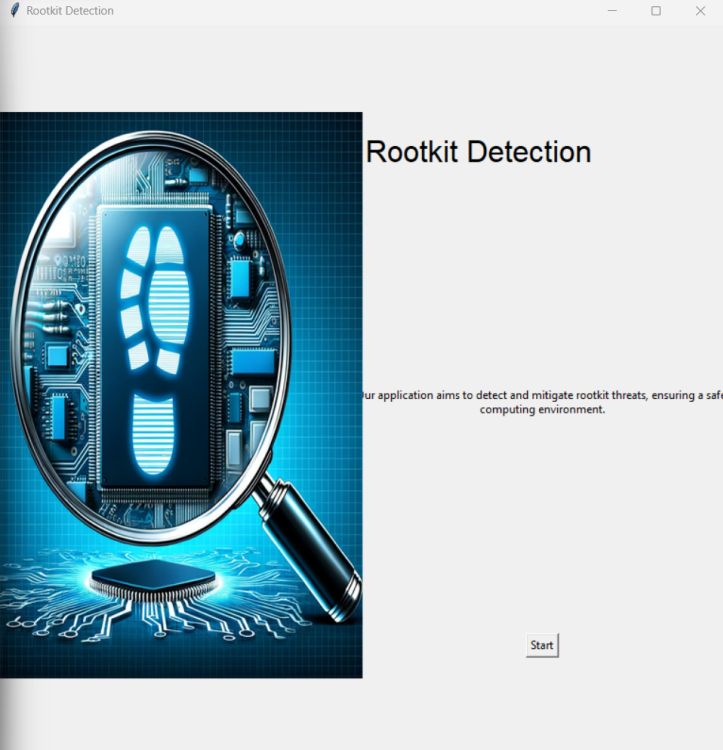 Rootkit Detection
Rootkit Detection
ur application aims to detect and mitigate rootkit threats, ensuring a safe
computing environment.
Start